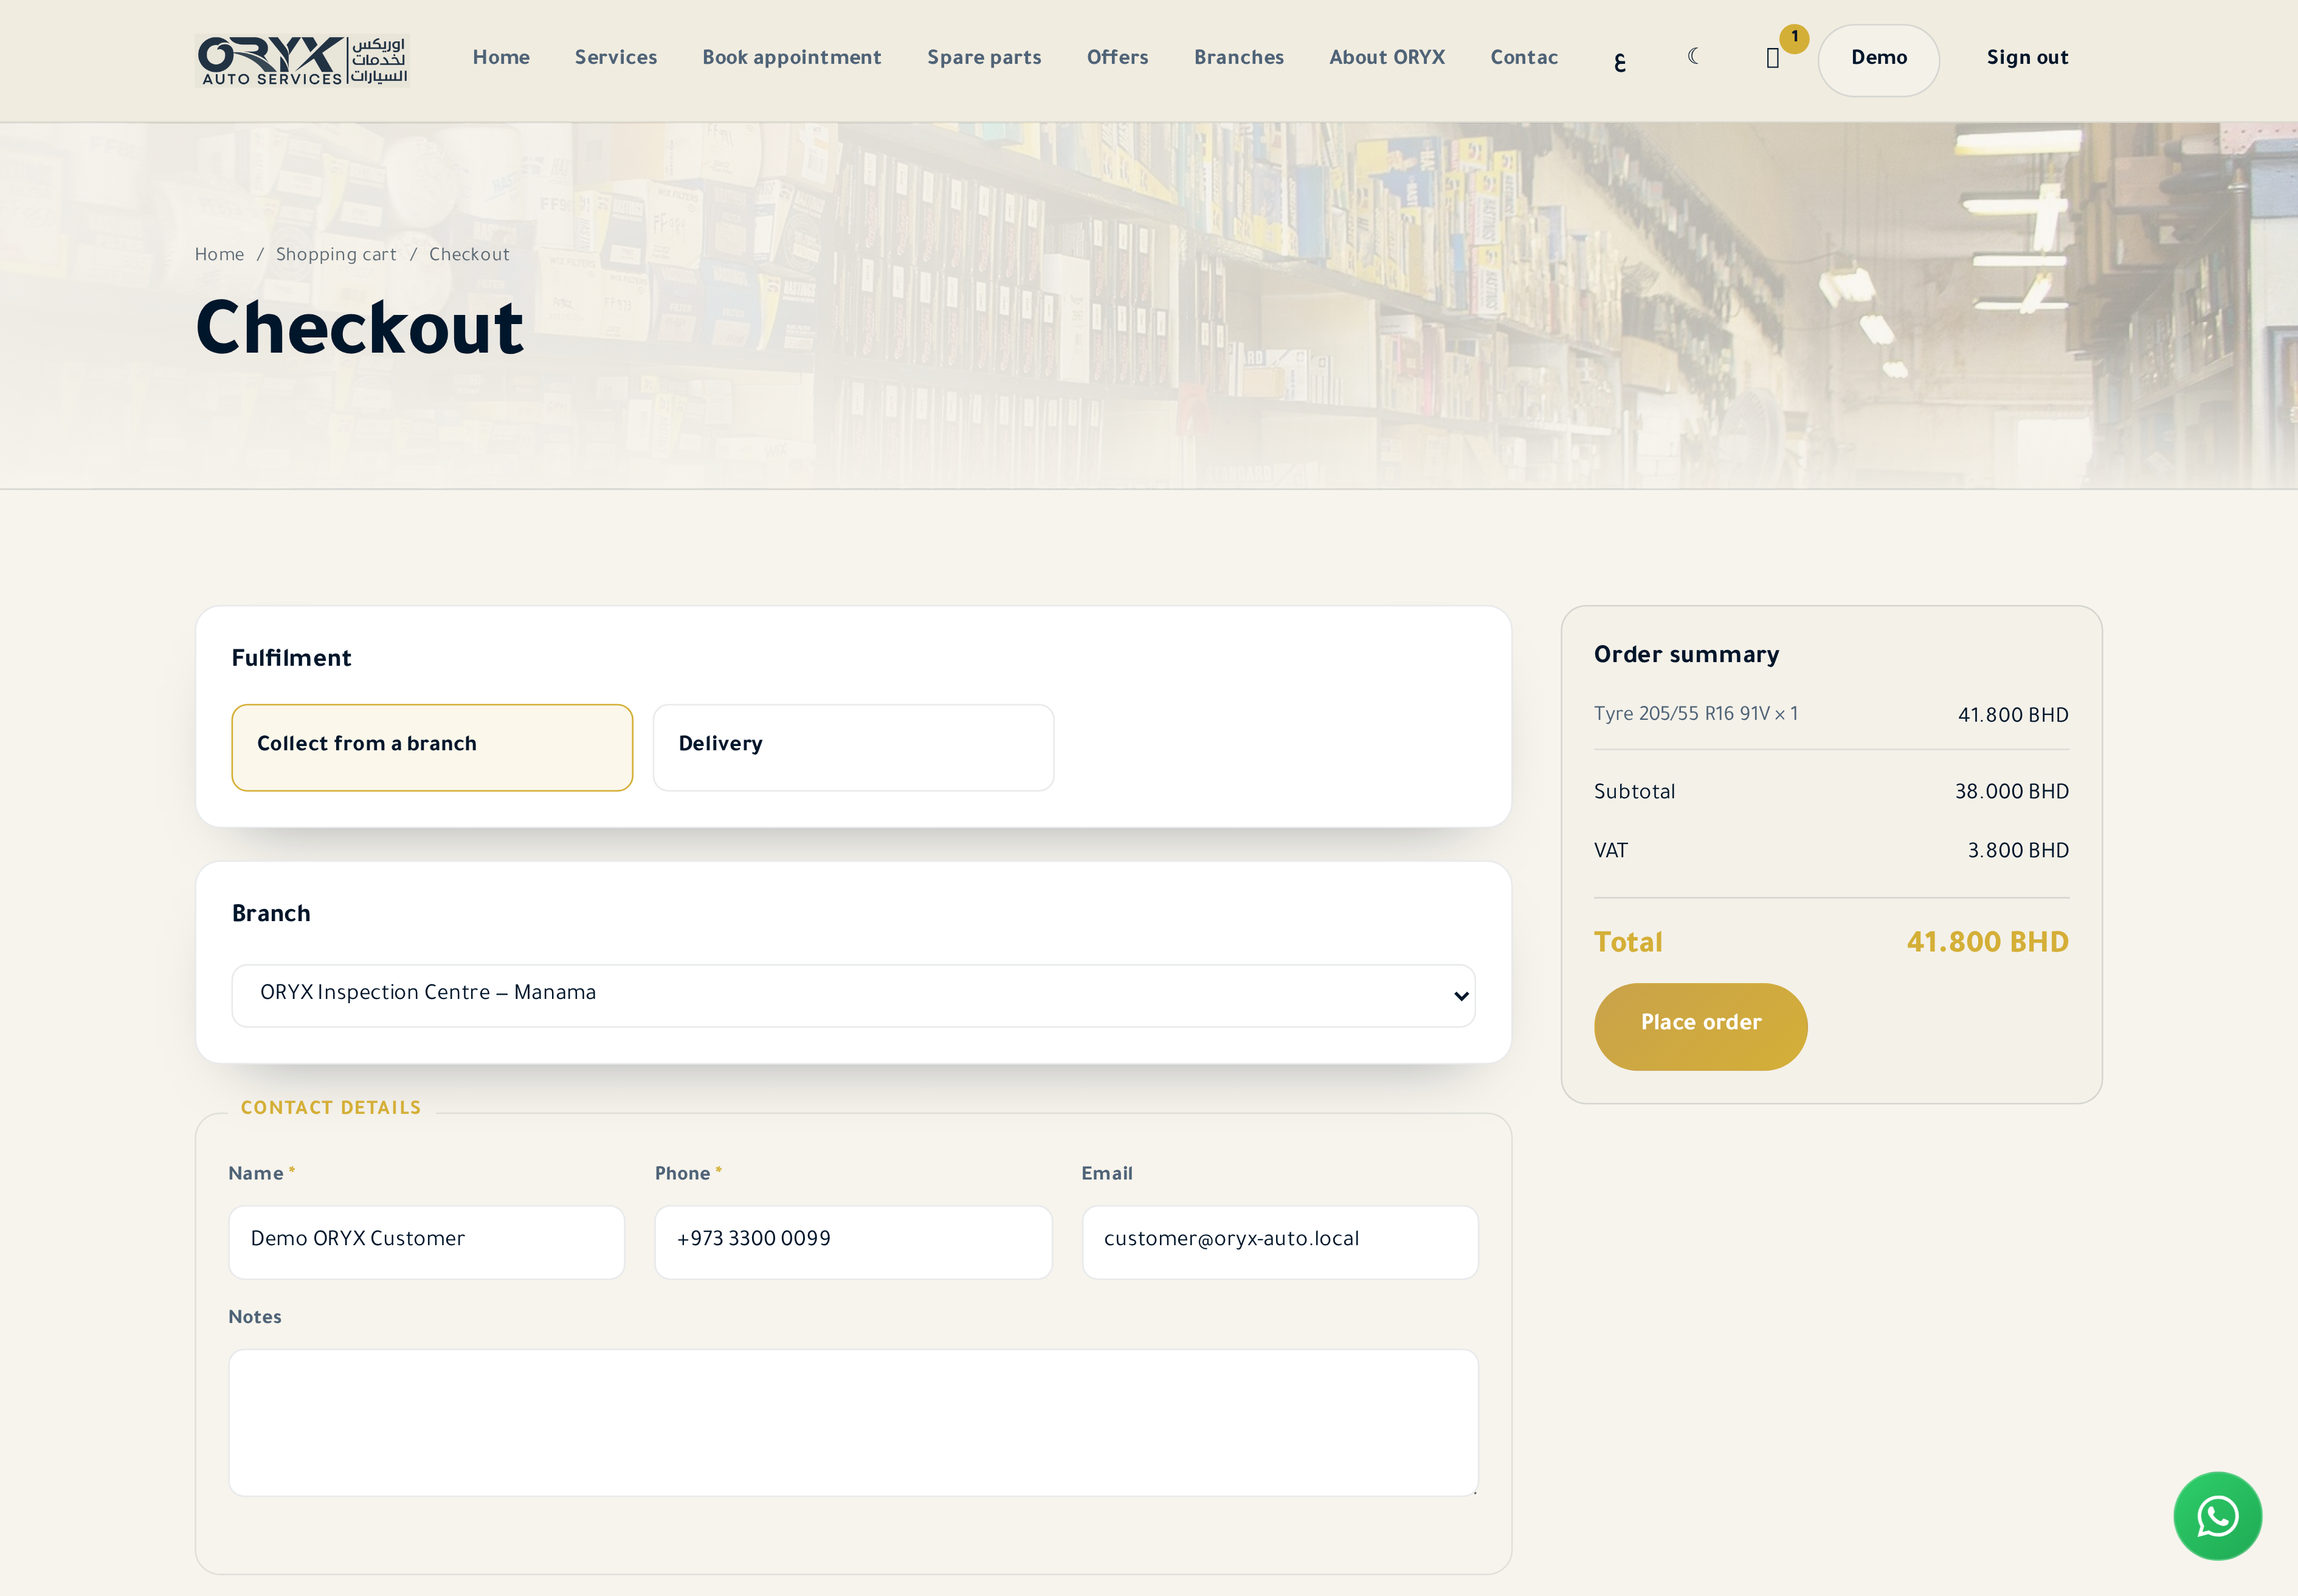 ORYX
AUTO SERVICES
اوريكس
لخدمات
السيارات
Home
Services
Book appointment
Spare parts
Offers
Branches
About ORYX
Contac
ع
1
Demo
Sign out
Home / Shopping cart / Checkout
Checkout
Fulfilment
Collect from a branch
Delivery
Branch
ORYX Inspection Centre – Manama
CONTACT DETAILS
Name *
Phone *
Email
Demo ORYX Customer
+973 3300 0099
customer@oryx-auto.local
Notes
Order summary
Tyre 205/55 R16 91V × 1
41.800 BHD
Subtotal
38.000 BHD
VAT
3.800 BHD
Total
41.800 BHD
Place order